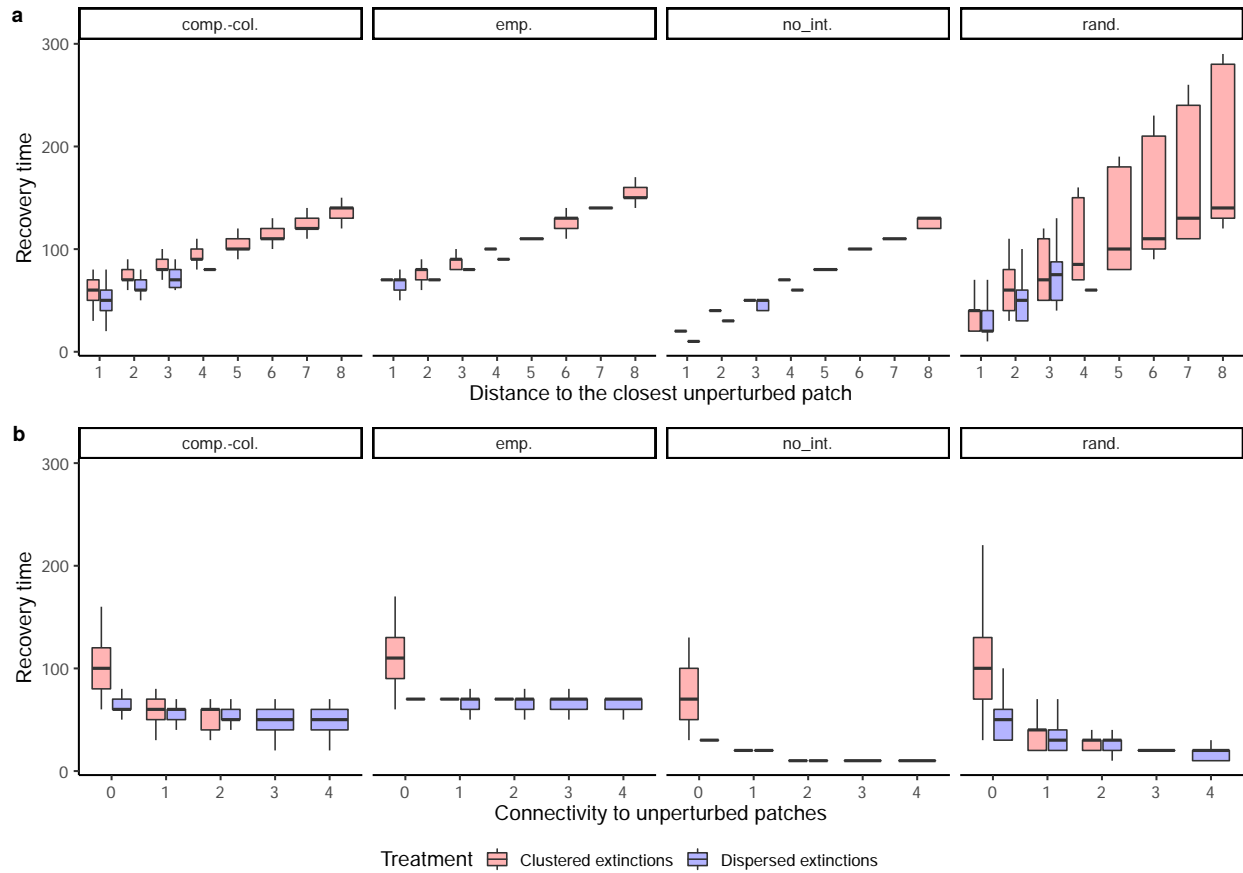 a
comp.-col. emp. no_int. rand.
300
200
100
0
Recovery time
1 2 3 4 5 6 7 8 1 2 3 4 5 6 7 8 1 2 3 4 5 6 7 8 1 2 3 4 5 6 7 8
Distance to the closest unperturbed patch
b
comp.-col. emp. no_int. rand.
300
200
100
0
Recovery time
0 1 2 3 4 0 1 2 3 4 0 1 2 3 4 0 1 2 3 4
Connectivity to unperturbed patches
Treatment Clustered extinctions Dispersed extinctions